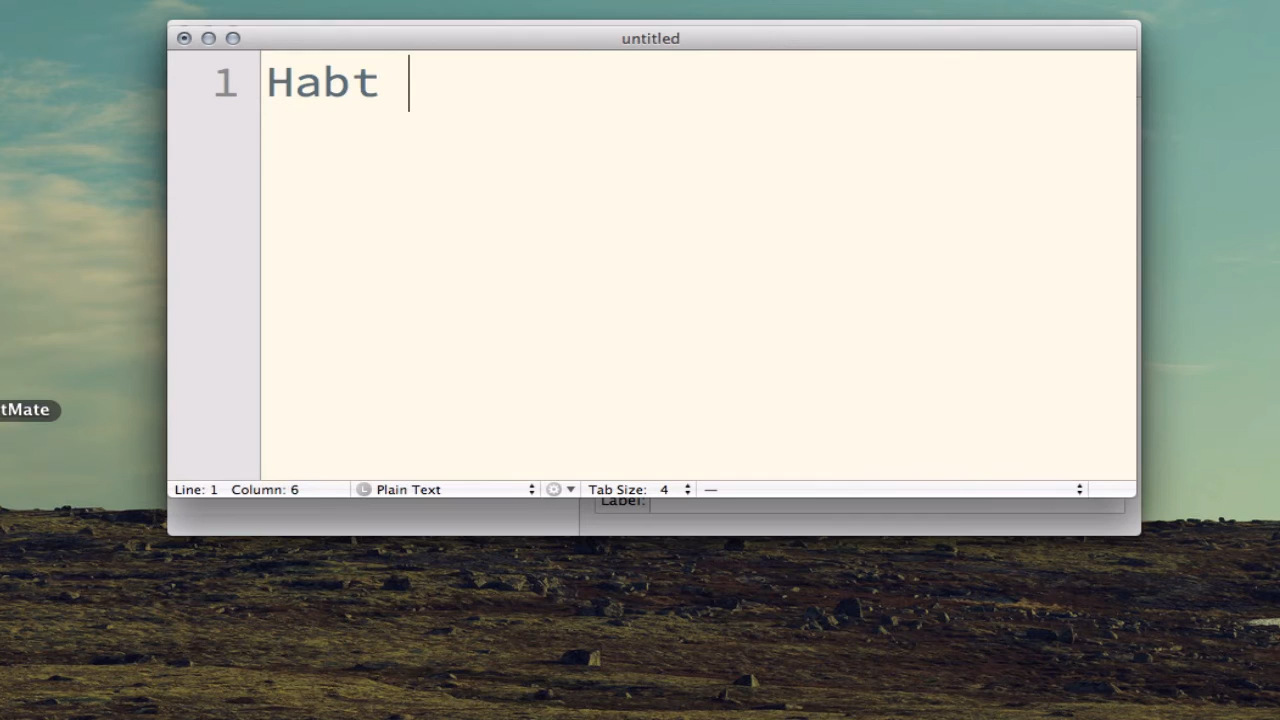 untitled
1 Habt
tMate
Line: 1 Column: 6 Plain Text Tab Size: 4 —
Label: